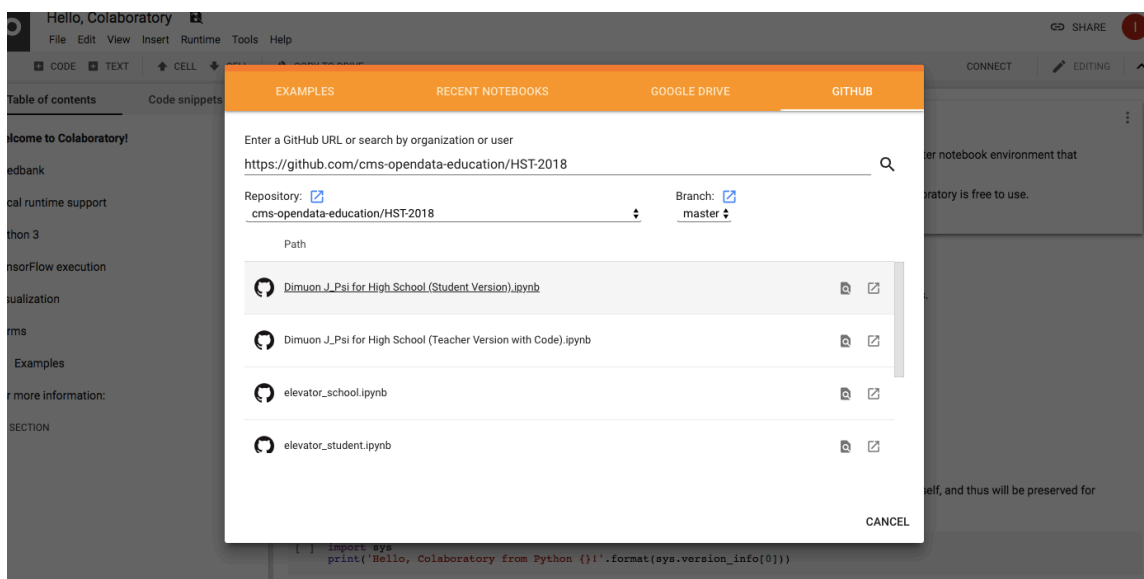 Hello, Colaboratory
File Edit View Insert Runtime Tools Help
SHARE
CODE TEXT CELL CELL COPY TO DRIVE
CONNECT EDITING
Table of contents Code snippets
elcome to Colaboratory!
edbank
cal runtime support
thon 3
nsorFlow execution
sualization
rms
Examples
r more information:
SECTION
EXAMPLES RECENT NOTEBOOKS GOOGLE DRIVE GITHUB
Enter a GitHub URL or search by organization or user
https://github.com/cms-opendata-education/HST-2018
Repository: Branch:
cms-opendata-education/HST-2018 master
Path
Dimuon J_Psi for High School (Student Version).ipynb
Dimuon J_Psi for High School (Teacher Version with Code).ipynb
elevator_school.ipynb
elevator_student.ipynb
CANCEL
ter notebook environment that
oratory is free to use.
self, and thus will be preserved for
[ ] import sys
print('Hello, Colaboratory from Python {}!'.format(sys.version_info[0]))